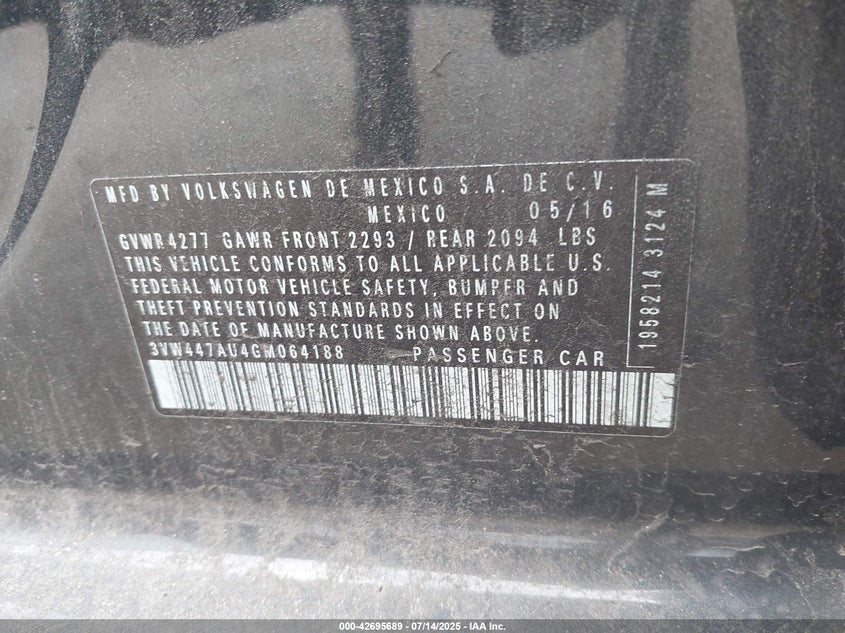 MFD BY VOLKSWAGEN DE MEXICO S.A. DE C.V.
MEXICO 05/16
GVWR 4277 GAWR FRONT 2293 / REAR 2094 LBS
THIS VEHICLE CONFORMS TO ALL APPLICABLE U.S.
FEDERAL MOTOR VEHICLE SAFETY, BUMPER AND
THEFT PREVENTION STANDARDS IN EFFECT ON
THE DATE OF MANUFACTURE SHOWN ABOVE.
3VW447AU4GM064188 PASSENGER CAR
1958214 3124 M
000-42695689 - 07/14/2025 - IAA Inc.